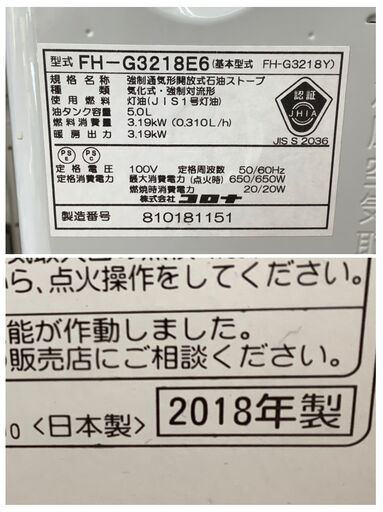 型式 FH-G3218E6(基本型式 FH-G3218Y)
規格名 強制通気形開放式石油ストーブ
種類 気化式・強制対流形
使用燃料 灯油(JIS1号灯油)
油タンク容量 5.0L
燃料消費量 3.19kW (0.310L/h)
暖房出力 3.19kW
認証
JHIA
JIS S 2036
PS E
PS C
定格電圧 100V 定格周波数 50/60Hz
定格消費電力 最大消費電力(点火時) 650/650W
燃焼時消費電力 20/20W
株式会社 コロナ
製造番号 810181151
ら、点火操作をしてください。
能が作動しました。
販売店にご相談ください。
<日本製> 2018年製